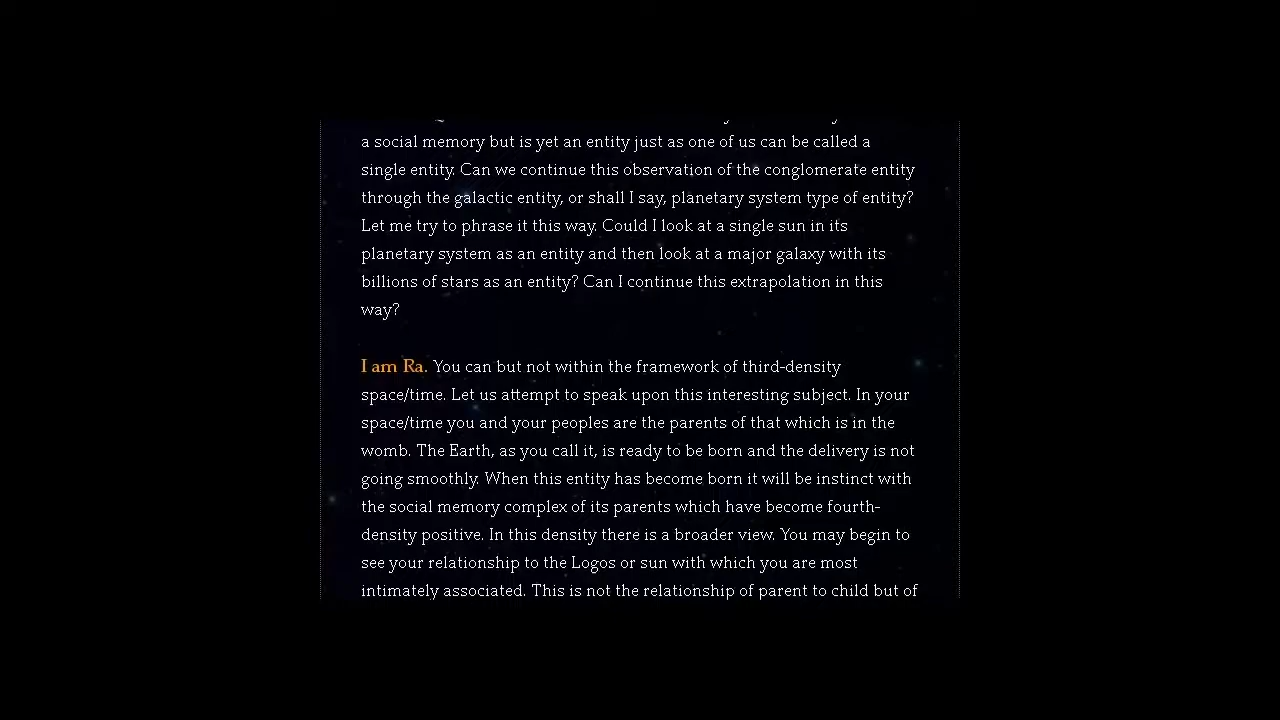 a social memory but is yet an entity just as one of us can be called a
single entity. Can we continue this observation of the conglomerate entity
through the galactic entity, or shall I say, planetary system type of entity?
Let me try to phrase it this way. Could I look at a single sun in its
planetary system as an entity and then look at a major galaxy with its
billions of stars as an entity? Can I continue this extrapolation in this
way?
I am Ra. You can but not within the framework of third-density
space/time. Let us attempt to speak upon this interesting subject. In your
space/time you and your peoples are the parents of that which is in the
womb. The Earth, as you call it, is ready to be born and the delivery is not
going smoothly. When this entity has become born it will be instinct with
the social memory complex of its parents which have become fourth-
density positive. In this density there is a broader view. You may begin to
see your relationship to the Logos or sun with which you are most
intimately associated. This is not the relationship of parent to child but of